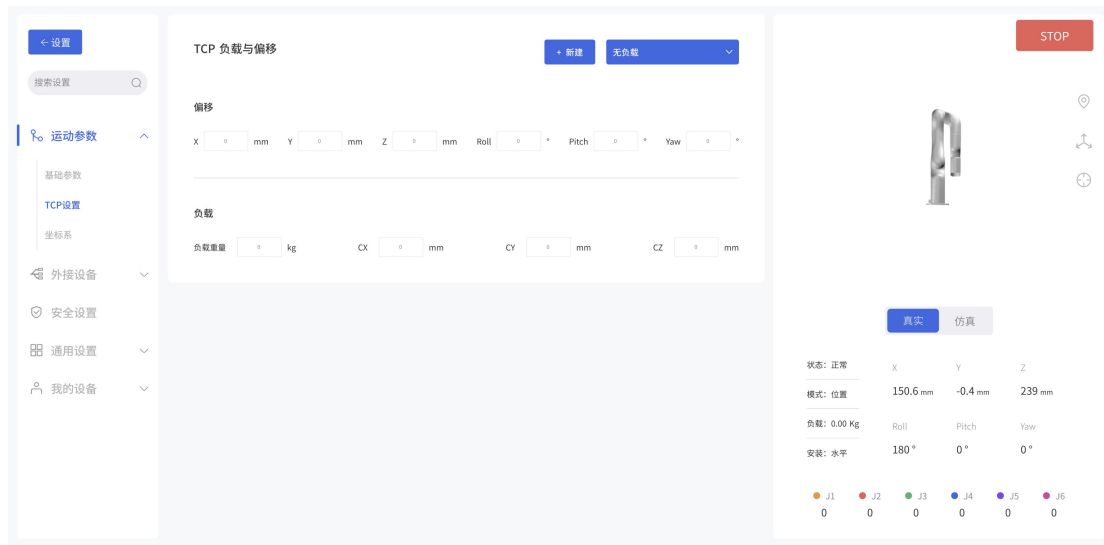 ← 设置
搜索设置
运动参数
基础参数
TCP设置
坐标系
外接设备
安全设置
通用设置
我的设备
TCP 负载与偏移
+ 新建 无负载
偏移
X 0 mm Y 0 mm Z 0 mm Roll 0 ° Pitch 0 ° Yaw 0 °
负载
负载重量 0 kg CX 0 mm CY 0 mm CZ 0 mm
STOP
真实 仿真
状态：正常
模式：位置
负载：0.00 Kg
安装：水平
X Y Z
150.6 mm -0.4 mm 239 mm
Roll Pitch Yaw
180 ° 0 ° 0 °
J1 J2 J3 J4 J5 J6
0 0 0 0 0 0